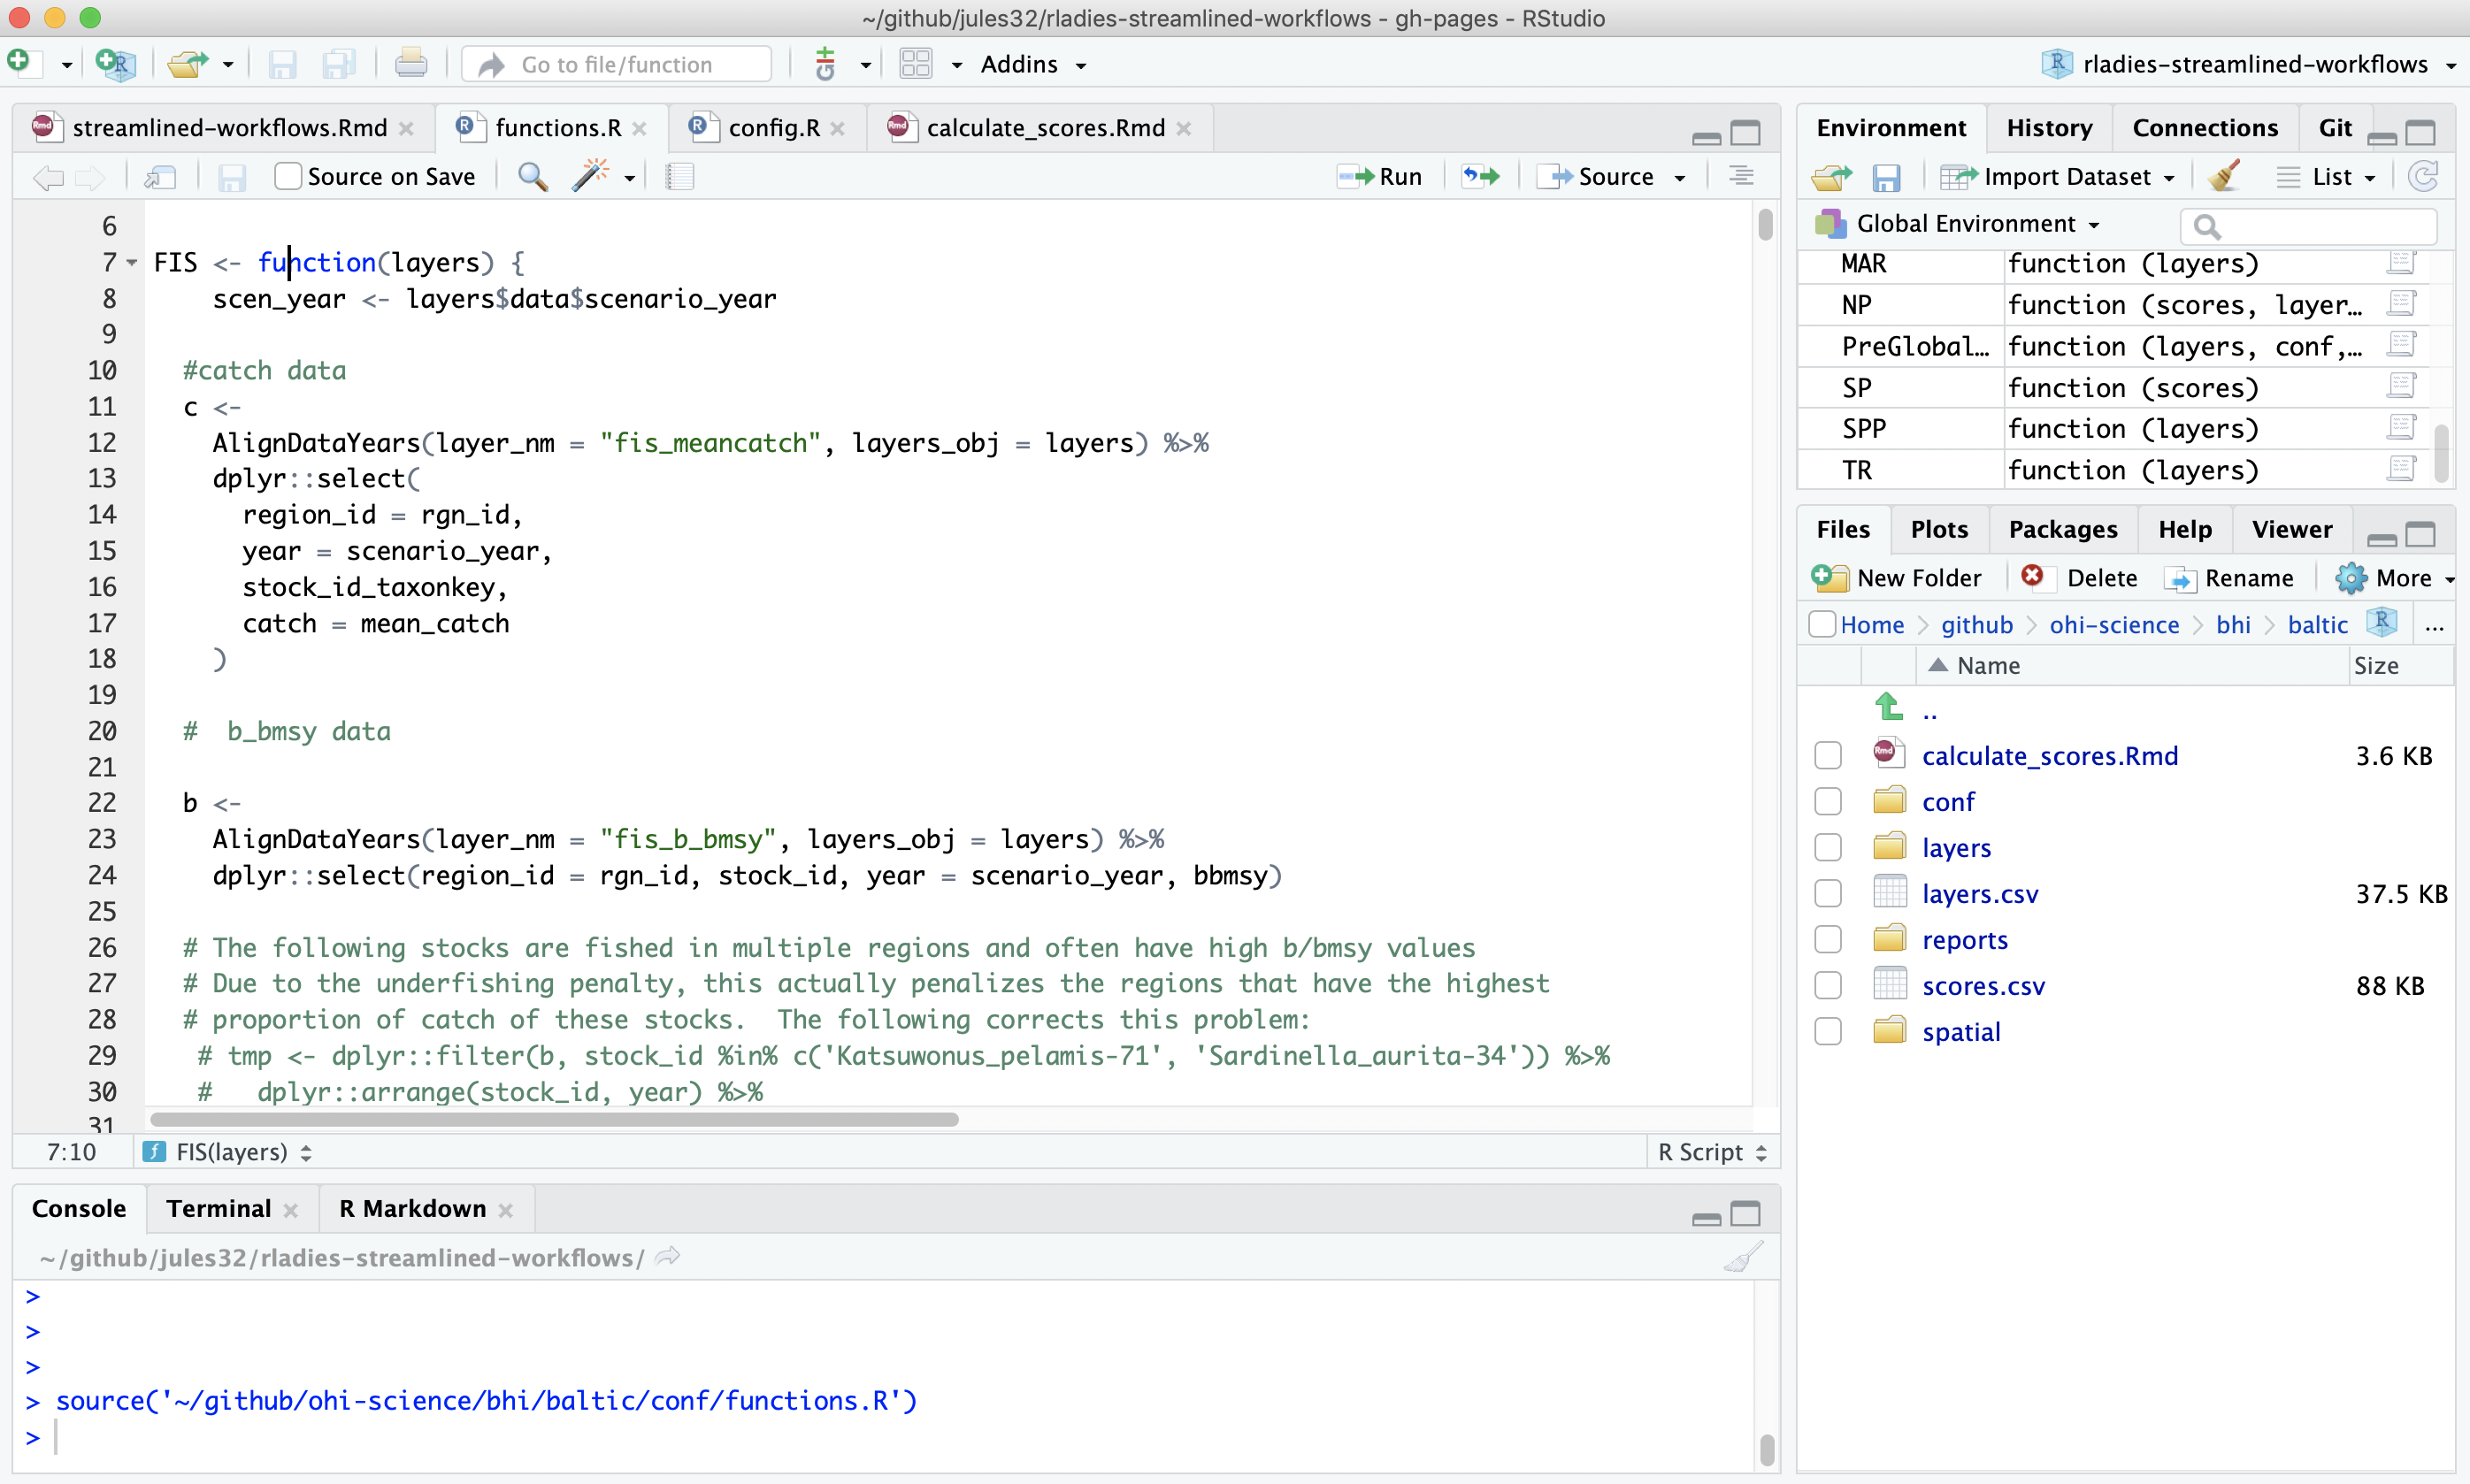 ~/github/jules32/rladies-streamlined-workflows - gh-pages - RStudio
Go to file/function
Addins
rladies-streamlined-workflows
streamlined-workflows.Rmd
functions.R
config.R
calculate_scores.Rmd
Source on Save
Run
Source
6
7 FIS <- function(layers) {
8 scen_year <- layers$data$scenario_year
9
10 #catch data
11 c <-
12 AlignDataYears(layer_nm = "fis_meancatch", layers_obj = layers) %>%
13 dplyr::select(
14 region_id = rgn_id,
15 year = scenario_year,
16 stock_id_taxonkey,
17 catch = mean_catch
18 )
19
20 #  b_bmsy data
21
22 b <-
23 AlignDataYears(layer_nm = "fis_b_bmsy", layers_obj = layers) %>%
24 dplyr::select(region_id = rgn_id, stock_id, year = scenario_year, bbmsy)
25
26 # The following stocks are fished in multiple regions and often have high b/bmsy values
27 # Due to the underfishing penalty, this actually penalizes the regions that have the highest
28 # proportion of catch of these stocks.  The following corrects this problem:
29 # tmp <- dplyr::filter(b, stock_id %in% c('Katsuwonus_pelamis-71', 'Sardinella_aurita-34')) %>%
30 #   dplyr::arrange(stock_id, year) %>%
31
7:10
FIS(layers)
R Script
Console
Terminal
R Markdown
~/github/jules32/rladies-streamlined-workflows/
>
>
>
> source('~/github/ohi-science/bhi/baltic/conf/functions.R')
>
Environment
History
Connections
Git
Import Dataset
List
Global Environment
MAR function (layers)
NP function (scores, layer…
PreGlobal… function (layers, conf,…
SP function (scores)
SPP function (layers)
TR function (layers)
Files
Plots
Packages
Help
Viewer
New Folder
Delete
Rename
More
Home
github
ohi-science
bhi
baltic
...
Name
Size
..
calculate_scores.Rmd 3.6 KB
conf
layers
layers.csv 37.5 KB
reports
scores.csv 88 KB
spatial